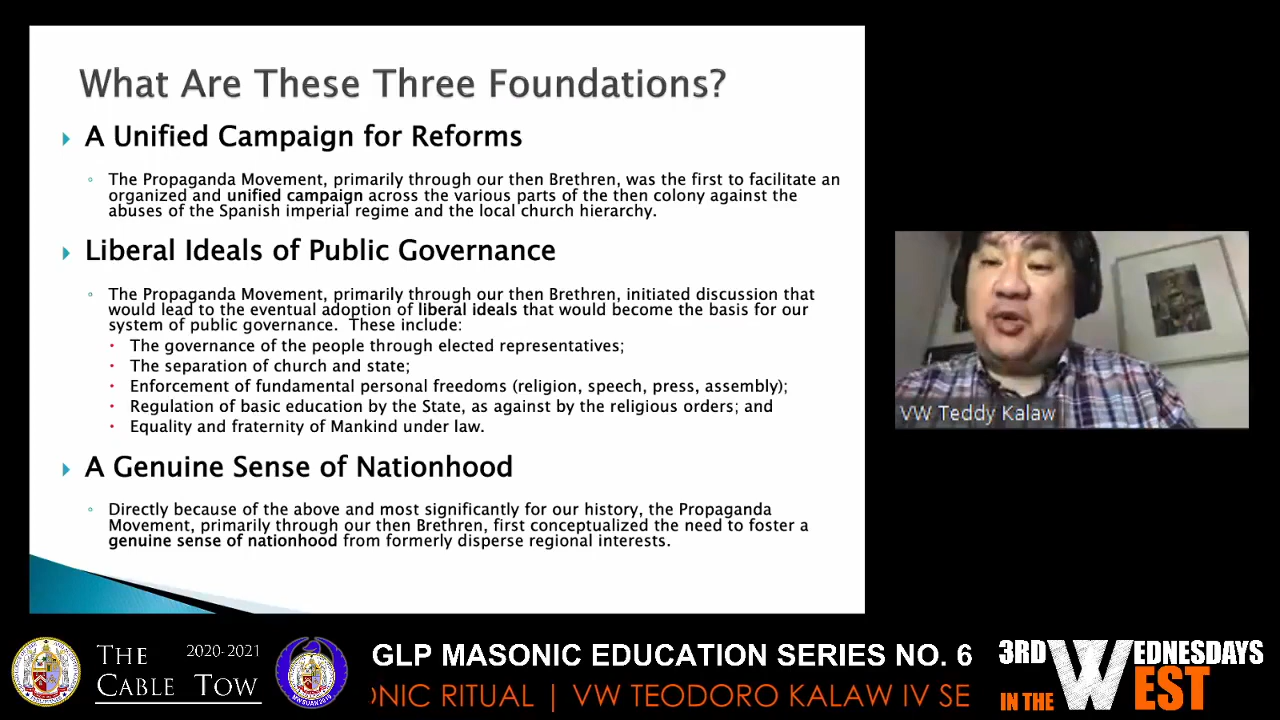 What Are These Three Foundations?
A Unified Campaign for Reforms
The Propaganda Movement, primarily through our then Brethren, was the first to facilitate an
organized and unified campaign across the various parts of the then colony against the
abuses of the Spanish imperial regime and the local church hierarchy.
Liberal Ideals of Public Governance
The Propaganda Movement, primarily through our then Brethren, initiated discussion that
would lead to the eventual adoption of liberal ideals that would become the basis for our
system of public governance. These include:
The governance of the people through elected representatives;
The separation of church and state;
Enforcement of fundamental personal freedoms (religion, speech, press, assembly);
Regulation of basic education by the State, as against by the religious orders; and
Equality and fraternity of Mankind under law.
A Genuine Sense of Nationhood
Directly because of the above and most significantly for our history, the Propaganda
Movement, primarily through our then Brethren, first conceptualized the need to foster a
genuine sense of nationhood from formerly disperse regional interests.
VW Teddy Kalaw
THE 2020-2021
CABLE TOW
GLP MASONIC EDUCATION SERIES NO. 6
ONIC RITUAL | VW TEODORO KALAW IV SE
3RD WEDNESDAYS
IN THE WEST